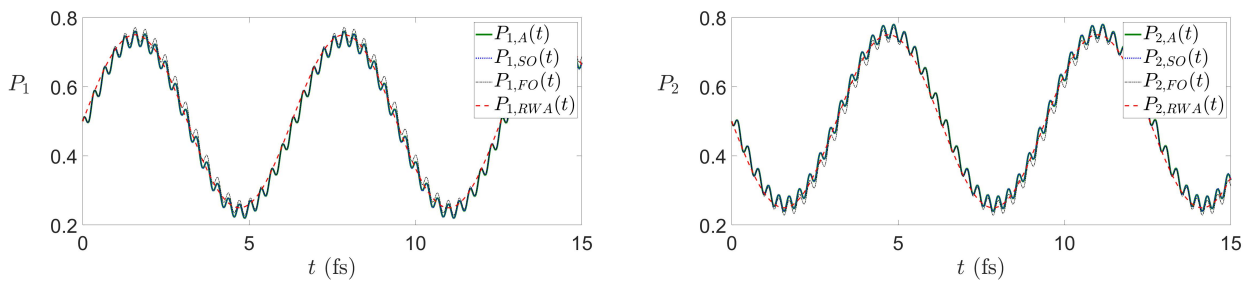 0.8
0.6
0.4
0.2
P_1
0 5 10 15
t (fs)
P_{1,A}(t)
P_{1,SO}(t)
P_{1,FO}(t)
P_{1,RWA}(t)
0.8
0.6
0.4
0.2
P_2
0 5 10 15
t (fs)
P_{2,A}(t)
P_{2,SO}(t)
P_{2,FO}(t)
P_{2,RWA}(t)